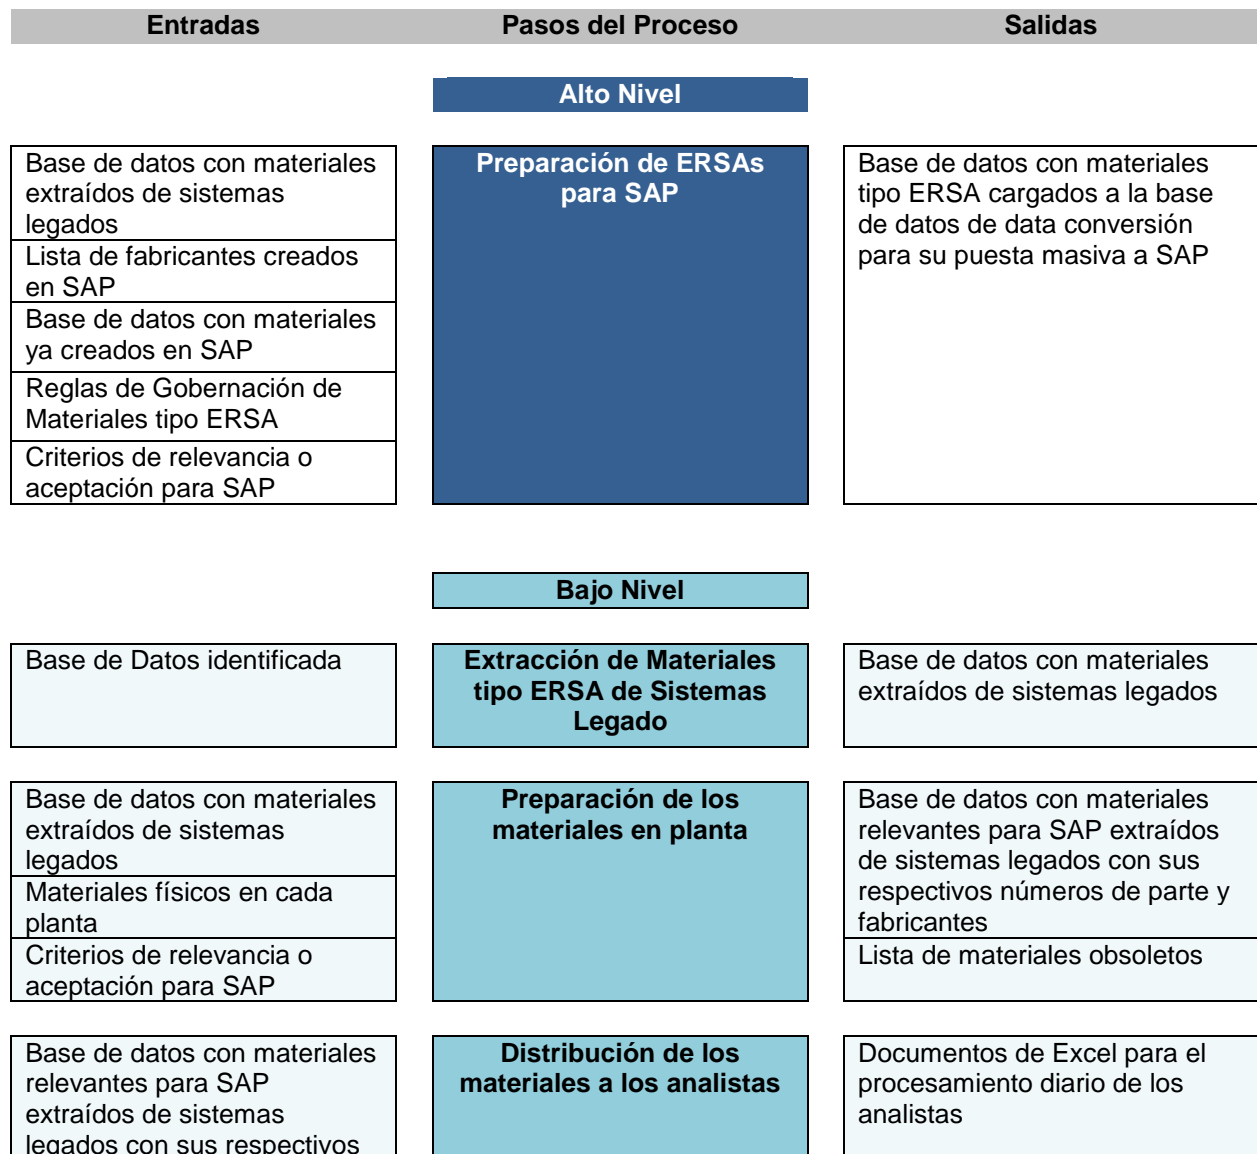 Entradas
Pasos del Proceso
Salidas
Alto Nivel
Base de datos con materiales
extraídos de sistemas
legados
Lista de fabricantes creados
en SAP
Base de datos con materiales
ya creados en SAP
Reglas de Gobernación de
Materiales tipo ERSA
Criterios de relevancia o
aceptación para SAP
Preparación de ERSAs
para SAP
Base de datos con materiales
tipo ERSA cargados a la base
de datos de data conversión
para su puesta masiva a SAP
Bajo Nivel
Base de Datos identificada
Extracción de Materiales
tipo ERSA de Sistemas
Legado
Base de datos con materiales
extraídos de sistemas legados
Base de datos con materiales
extraídos de sistemas
legados
Materiales físicos en cada
planta
Criterios de relevancia o
aceptación para SAP
Preparación de los
materiales en planta
Base de datos con materiales
relevantes para SAP extraídos
de sistemas legados con sus
respectivos números de parte y
fabricantes
Lista de materiales obsoletos
Base de datos con materiales
relevantes para SAP
extraídos de sistemas
legados con sus respectivos
Distribución de los
materiales a los analistas
Documentos de Excel para el
procesamiento diario de los
analistas